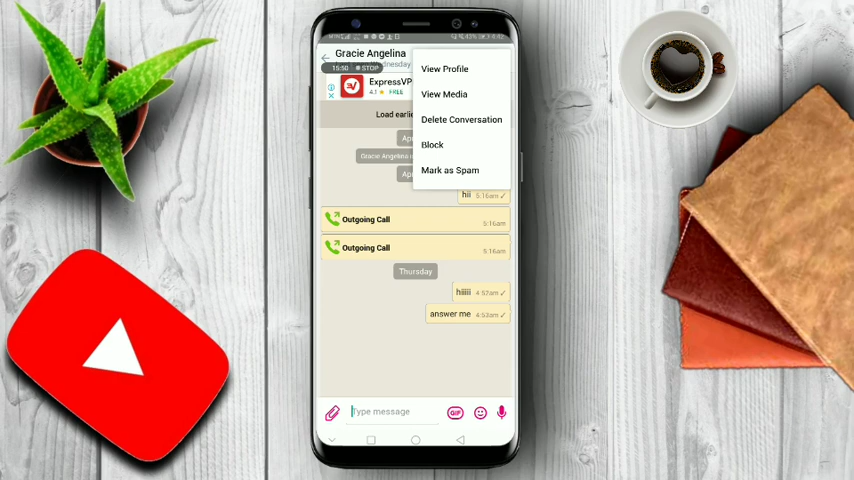 Gracie Angelina
15:50 STOP
ExpressVP
4.1 FREE
View Profile
View Media
Delete Conversation
Block
Mark as Spam
Load earlie
Gracie Angelina
hii 5:16am ✓
Outgoing Call
5:16am
Outgoing Call
5:16am
Thursday
hiiiii 4:52am ✓
answer me 4:52am ✓
Type message
GIF